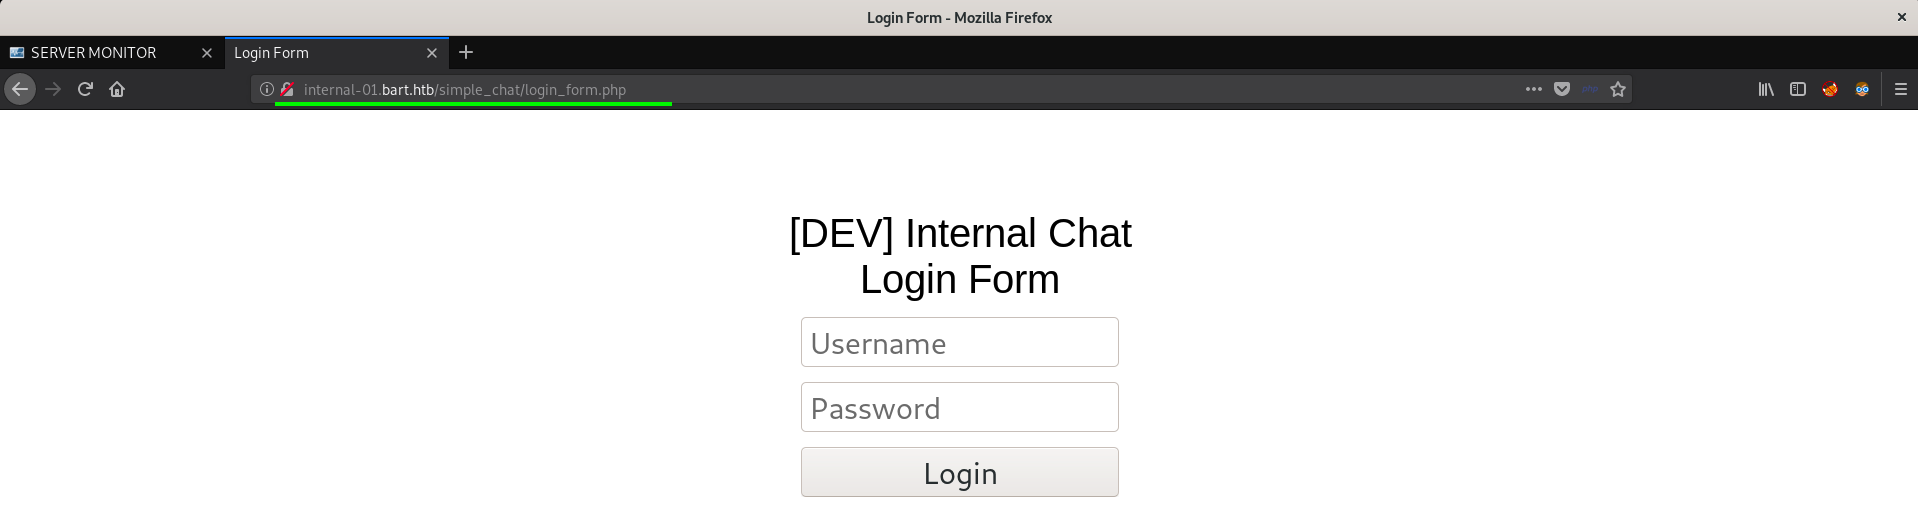 Login Form - Mozilla Firefox
SERVER MONITOR
Login Form
internal-01.bart.htb/simple_chat/login_form.php
[DEV] Internal Chat
Login Form
Username
Password
Login